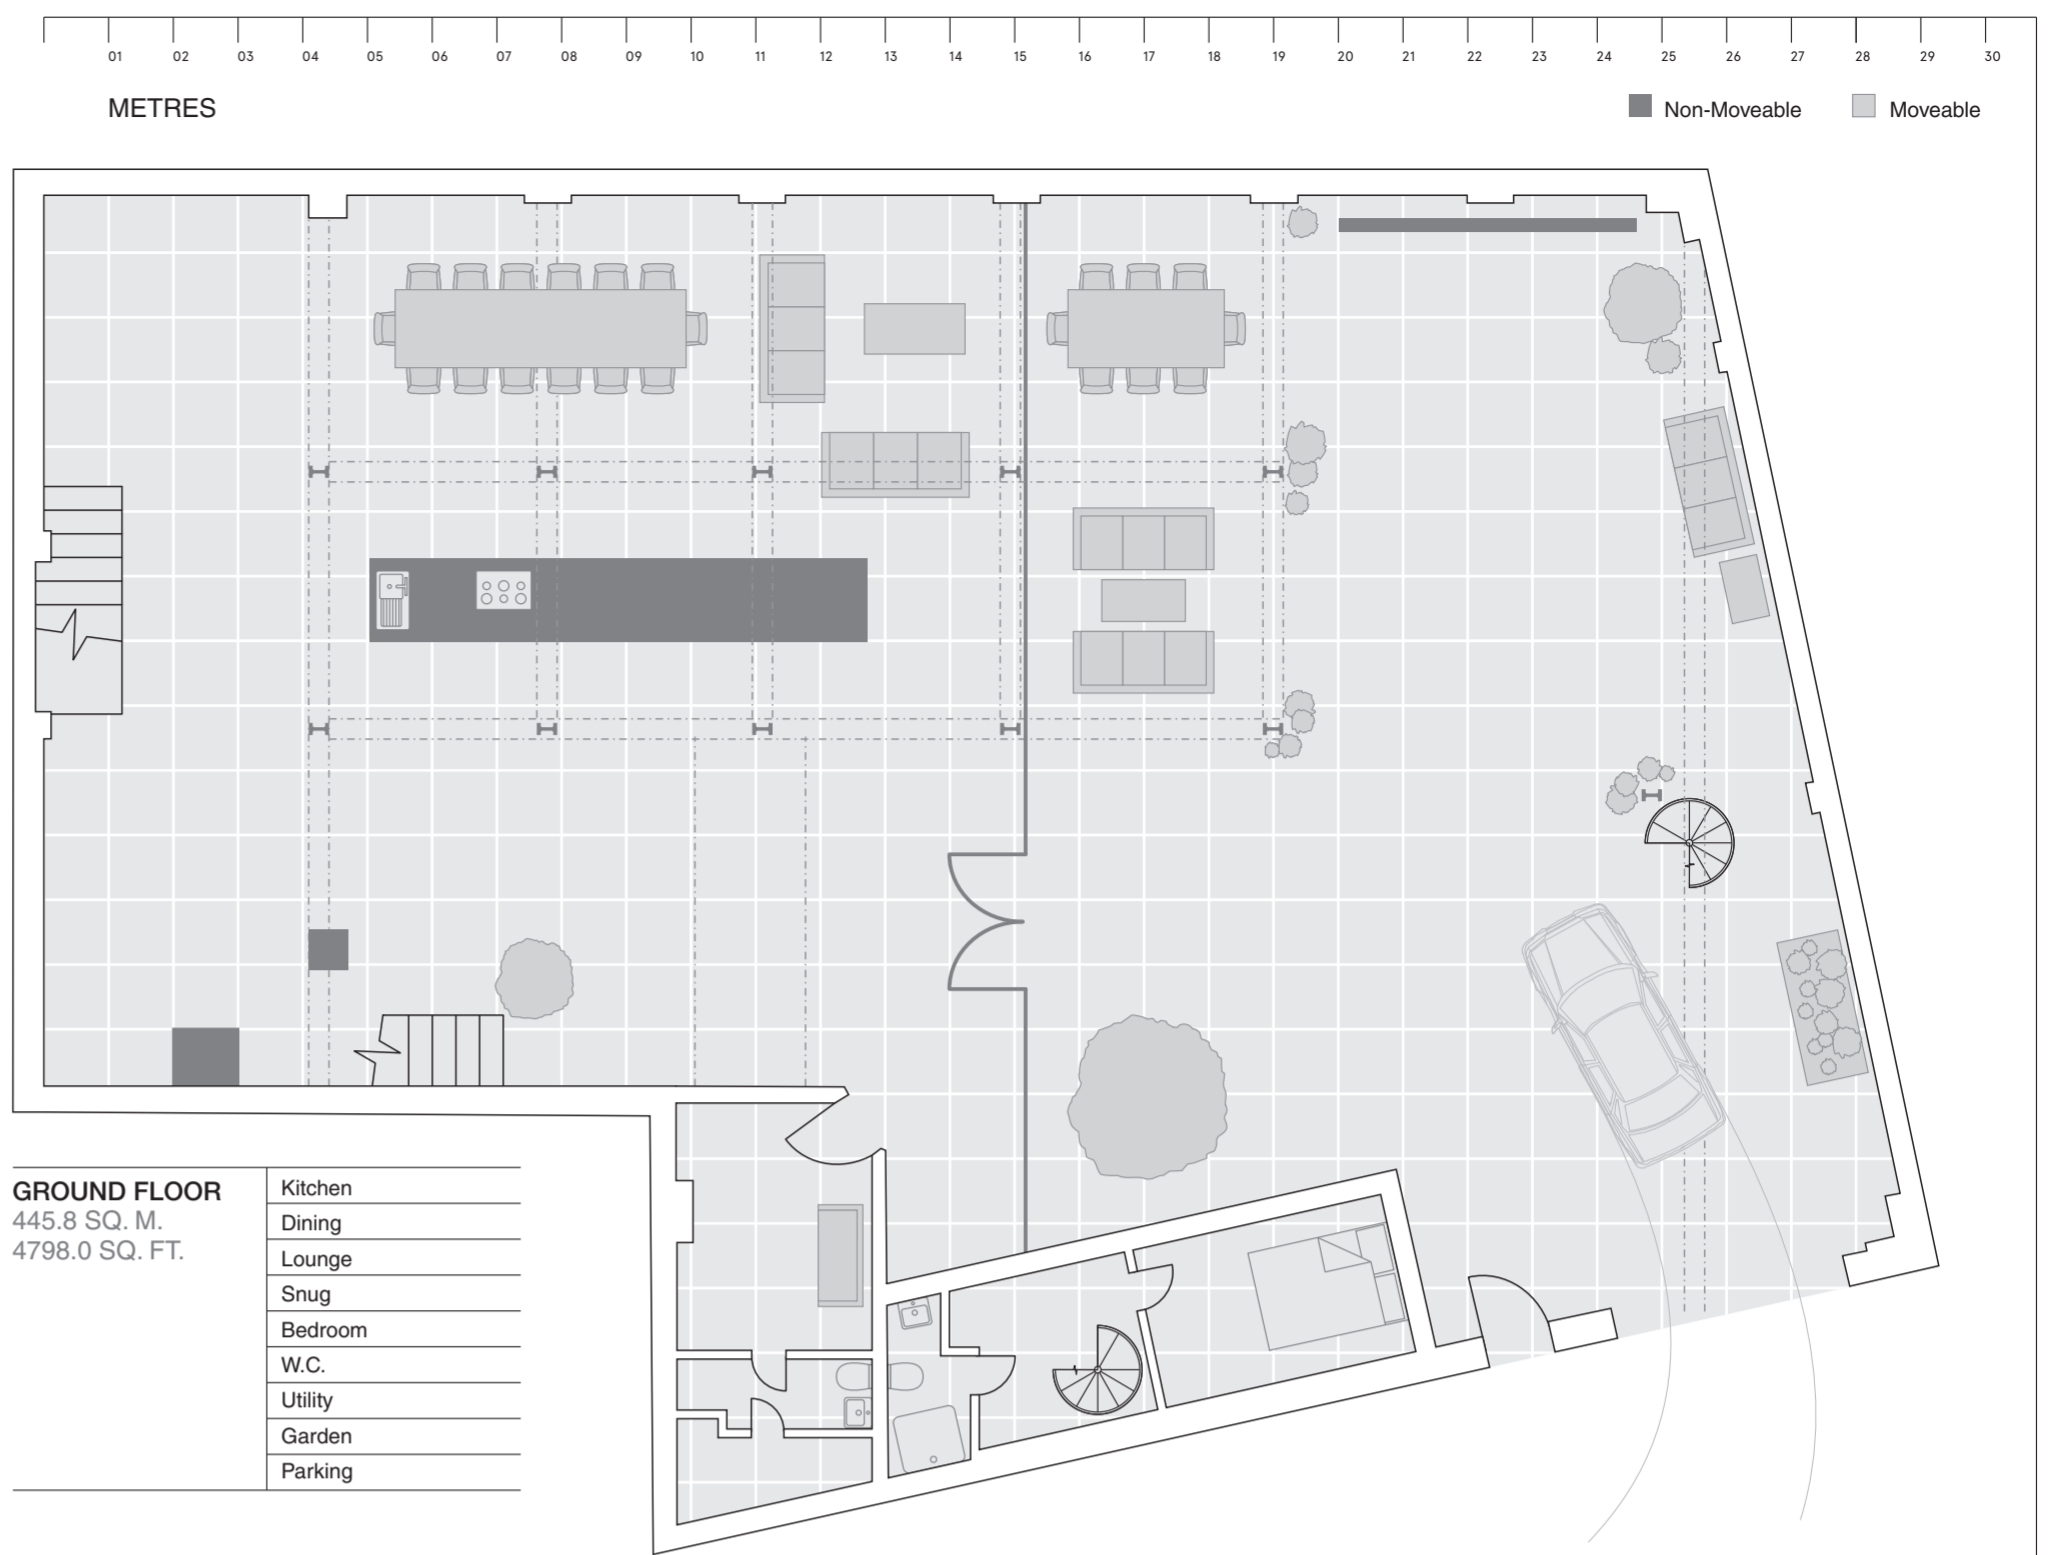 01 02 03 04 05 06 07 08 09 10 11 12 13 14 15 16 17 18 19 20 21 22 23 24 25 26 27 28 29 30
METRES
Non-Moveable
Moveable
GROUND FLOOR
445.8 SQ. M.
4798.0 SQ. FT.
Kitchen
Dining
Lounge
Snug
Bedroom
W.C.
Utility
Garden
Parking